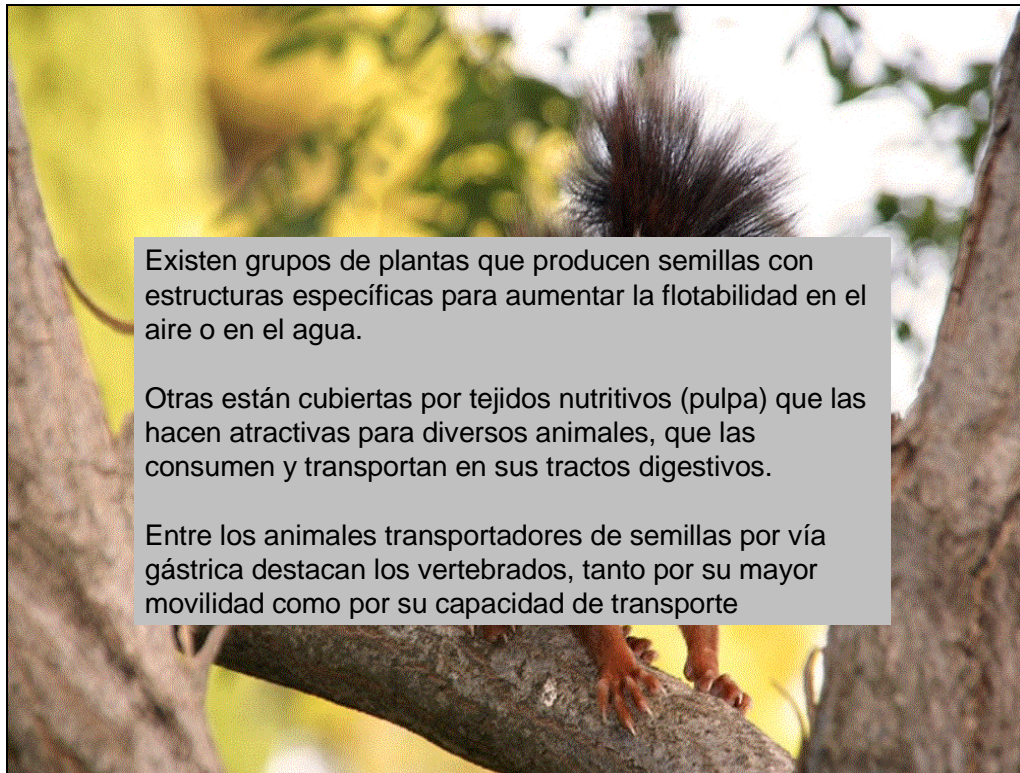 Existen grupos de plantas que producen semillas con
estructuras específicas para aumentar la flotabilidad en el
aire o en el agua.
Otras están cubiertas por tejidos nutritivos (pulpa) que las
hacen atractivas para diversos animales, que las
consumen y transportan en sus tractos digestivos.
Entre los animales transportadores de semillas por vía
gástrica destacan los vertebrados, tanto por su mayor
movilidad como por su capacidad de transporte